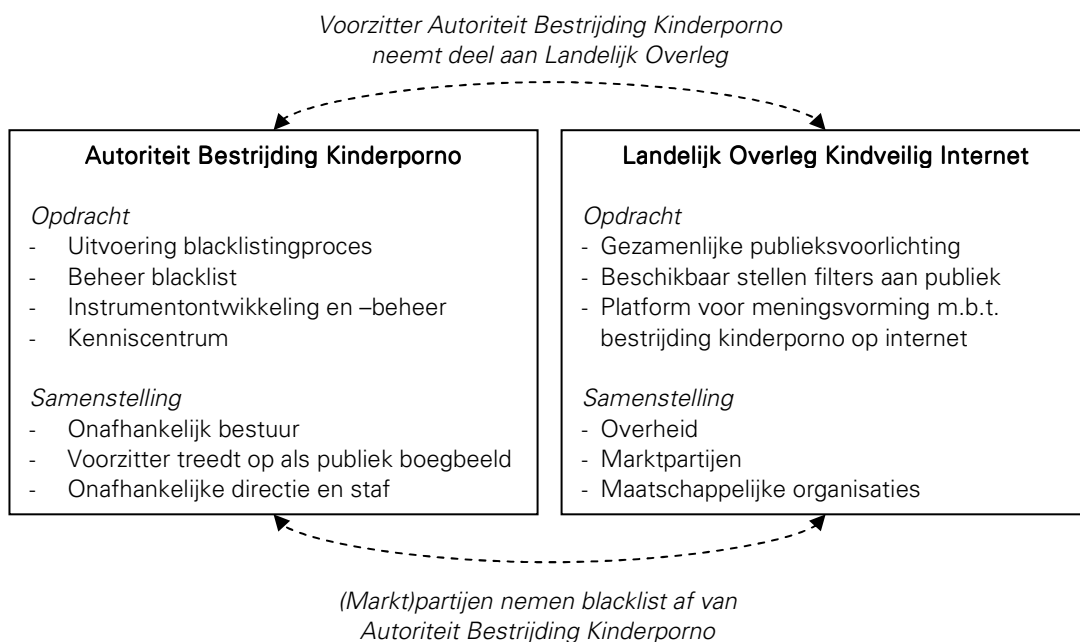 Voorzitter Autoriteit Bestrijding Kinderporno
neemt deel aan Landelijk Overleg
Autoriteit Bestrijding Kinderporno
Opdracht
- Uitvoering blacklistingproces
- Beheer blacklist
- Instrumentontwikkeling en –beheer
- Kenniscentrum
Samenstelling
- Onafhankelijk bestuur
- Voorzitter treedt op als publiek boegbeeld
- Onafhankelijke directie en staf
Landelijk Overleg Kindveilig Internet
Opdracht
- Gezamenlijke publieksvoorlichting
- Beschikbaar stellen filters aan publiek
- Platform voor meningsvorming m.b.t.
bestrijding kinderporno op internet
Samenstelling
- Overheid
- Marktpartijen
- Maatschappelijke organisaties
(Markt)partijen nemen blacklist af van
Autoriteit Bestrijding Kinderporno